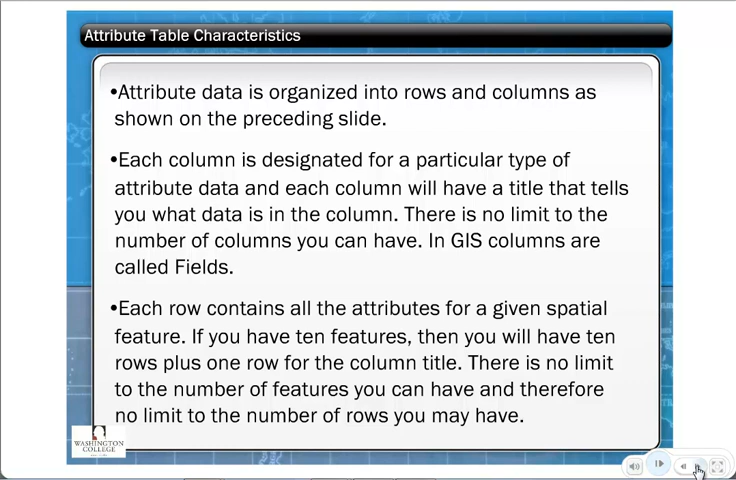 Attribute Table Characteristics
•Attribute data is organized into rows and columns as
shown on the preceding slide.
•Each column is designated for a particular type of
attribute data and each column will have a title that tells
you what data is in the column. There is no limit to the
number of columns you can have. In GIS columns are
called Fields.
•Each row contains all the attributes for a given spatial
feature. If you have ten features, then you will have ten
rows plus one row for the column title. There is no limit
to the number of features you can have and therefore
no limit to the number of rows you may have.
WASHINGTON
COLLEGE